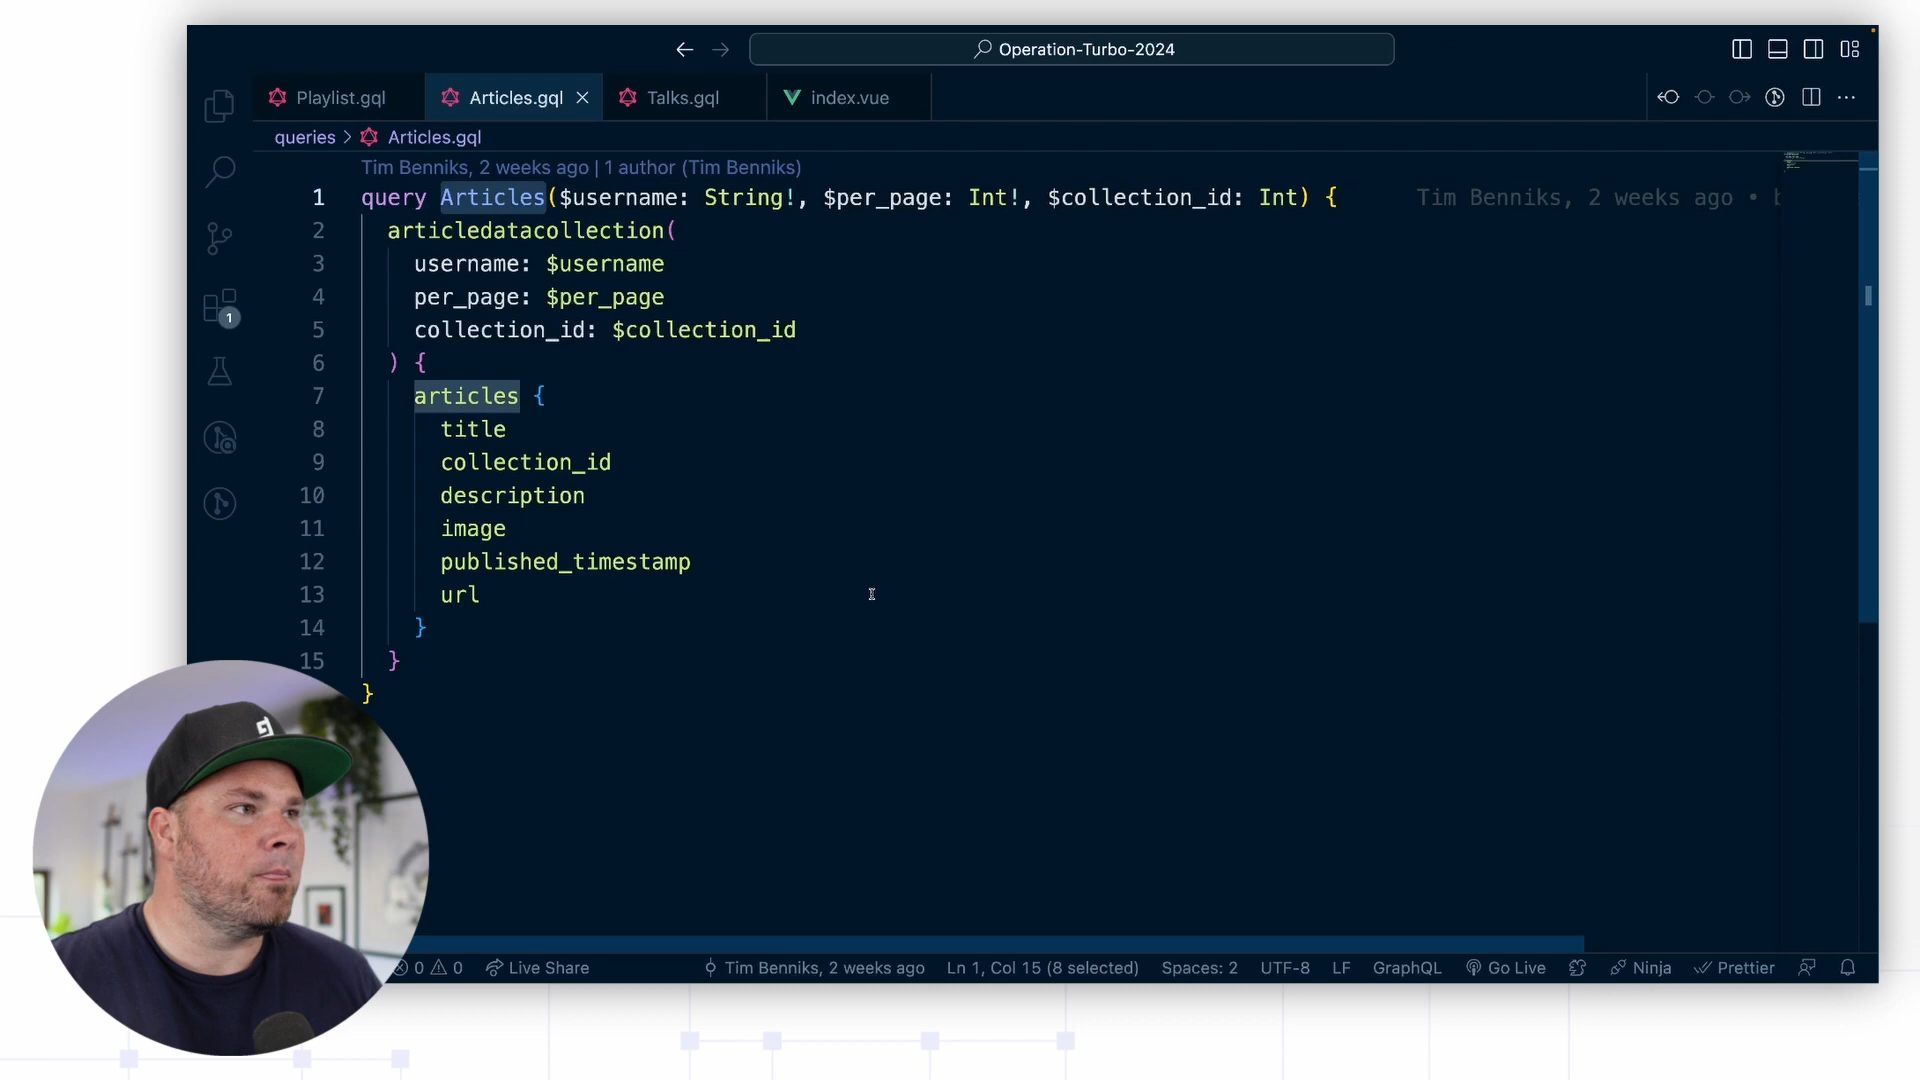 Operation-Turbo-2024
Playlist.gql
Articles.gql
Talks.gql
index.vue
queries > Articles.gql
Tim Benniks, 2 weeks ago | 1 author (Tim Benniks)
1 query Articles($username: String!, $per_page: Int!, $collection_id: Int) { Tim Benniks, 2 weeks ago •
2 articledatacollection(
3 username: $username
4 per_page: $per_page
5 collection_id: $collection_id
6 ) {
7 articles {
8 title
9 collection_id
10 description
11 image
12 published_timestamp
13 url
14 }
15 }
}
1
0 0 Live Share Tim Benniks, 2 weeks ago Ln 1, Col 15 (8 selected) Spaces: 2 UTF-8 LF GraphQL Go Live Ninja Prettier